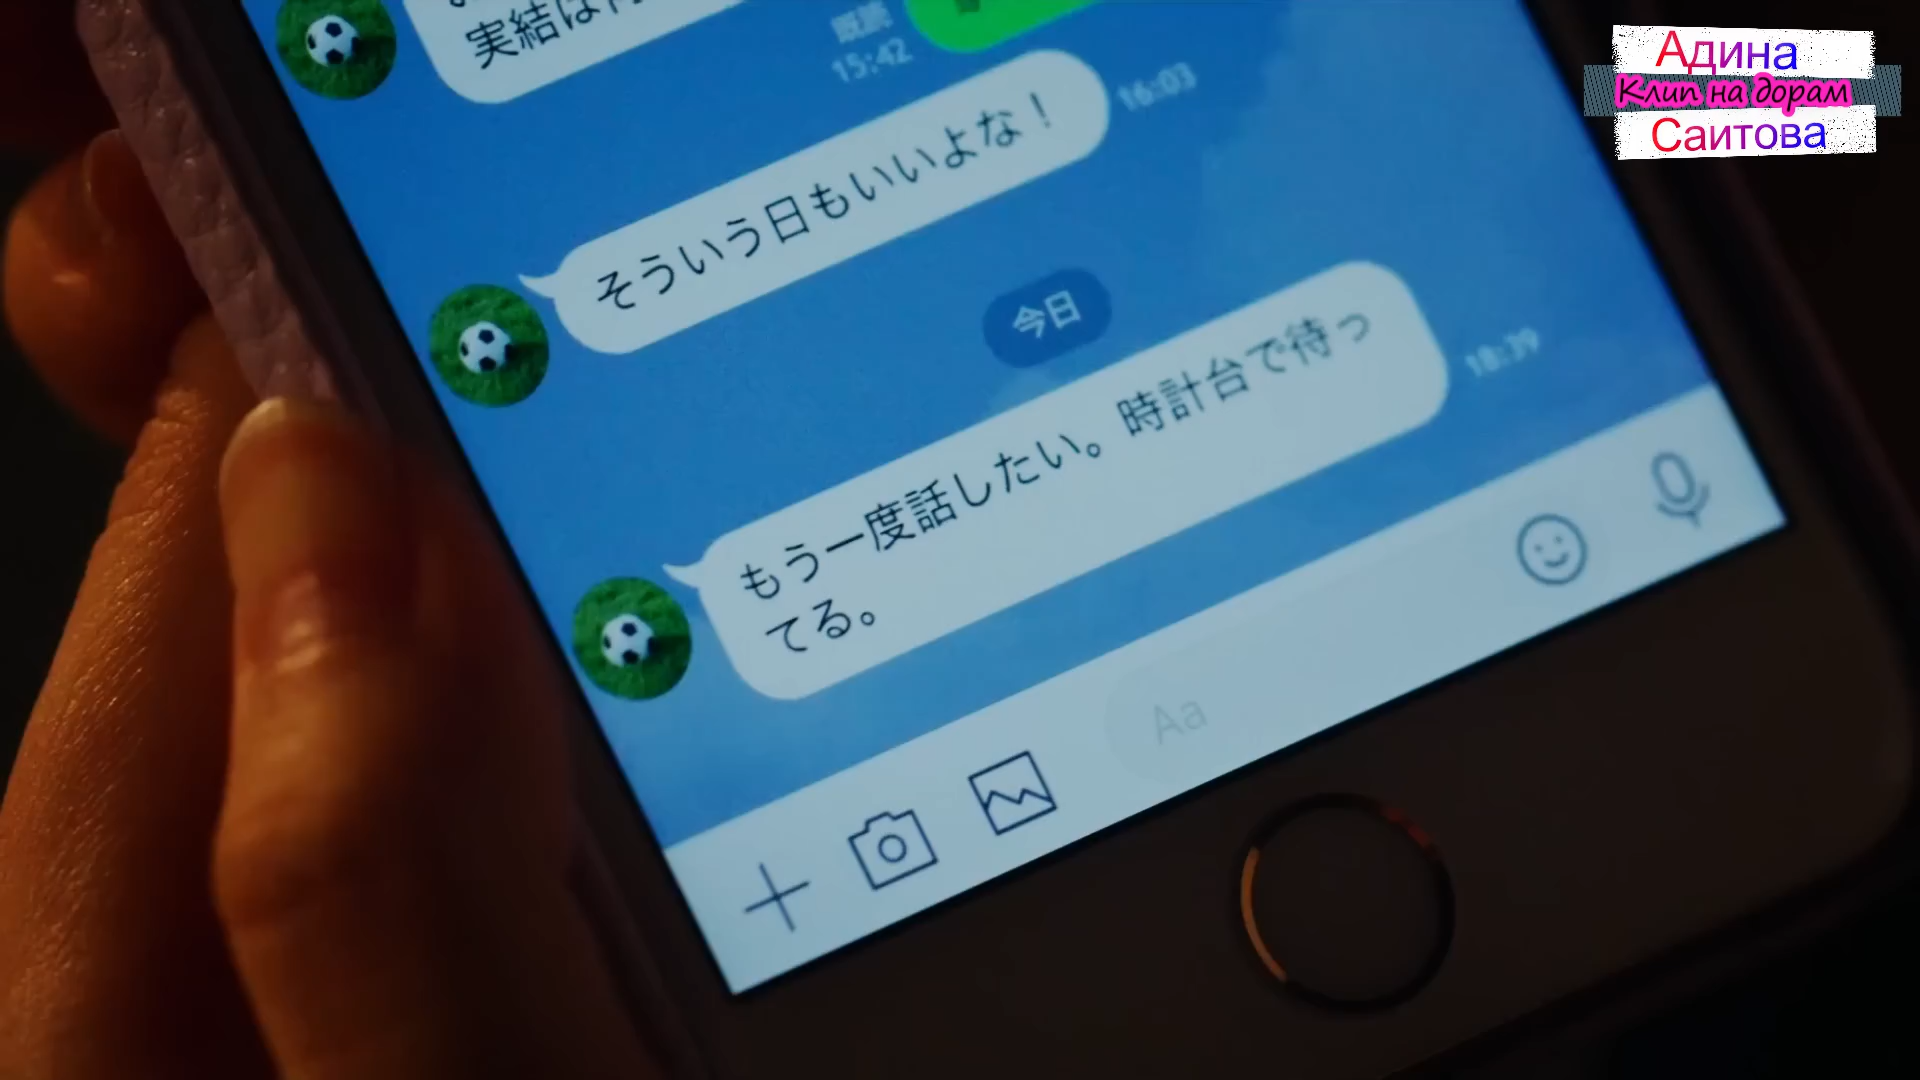 実結は
既読
15:42
そういう日もいいよな！
16:03
今日
もう一度話したい。時計台で待っ
てる。
18:39
Aa
Адина
Клип на дорам
Саитова